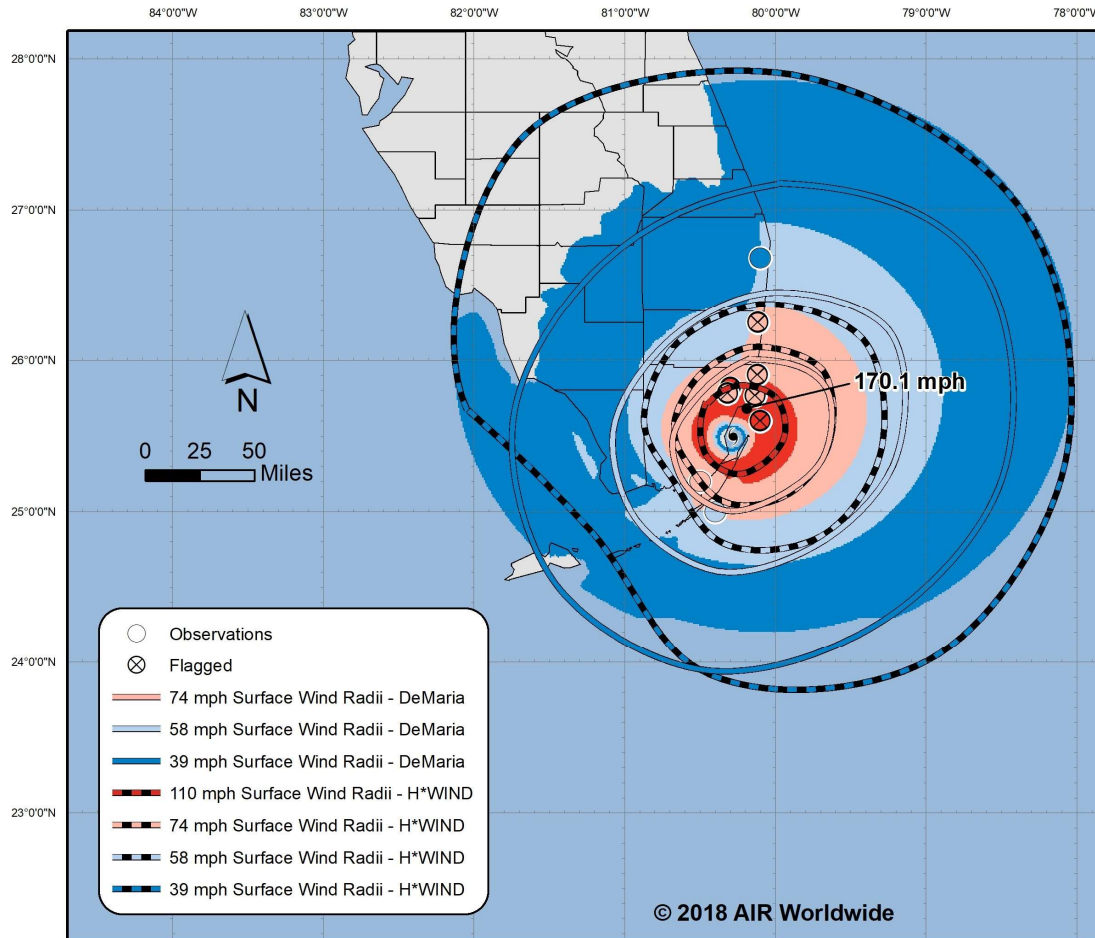 84°0'0"W 83°0'0"W 82°0'0"W 81°0'0"W 80°0'0"W 79°0'0"W 78°0'0"W
28°0'0"N
27°0'0"N
26°0'0"N
170.1 mph
N
0 25 50
Miles
25°0'0"N
24°0'0"N
23°0'0"N
Observations
Flagged
74 mph Surface Wind Radii - DeMaria
58 mph Surface Wind Radii - DeMaria
39 mph Surface Wind Radii - DeMaria
110 mph Surface Wind Radii - H*WIND
74 mph Surface Wind Radii - H*WIND
58 mph Surface Wind Radii - H*WIND
39 mph Surface Wind Radii - H*WIND
© 2018 AIR Worldwide